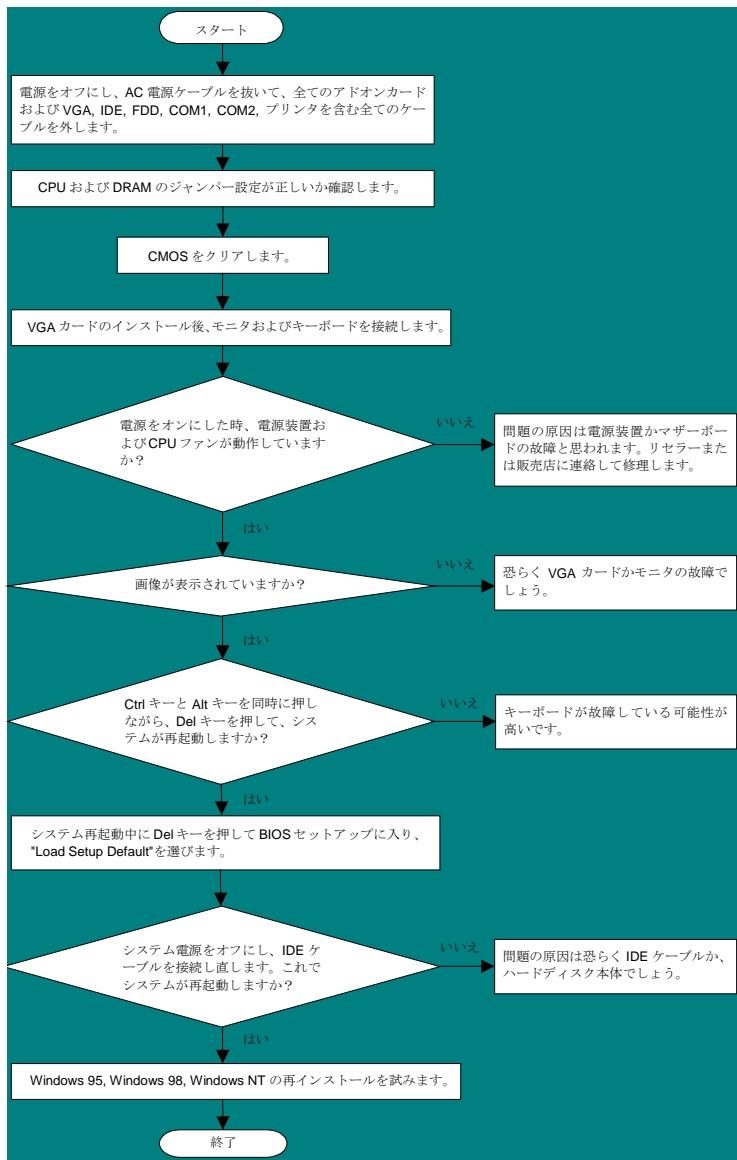 スタート
電源をオフにし、AC 電源ケーブルを抜いて、全てのアドオンカード
および VGA, IDE, FDD, COM1, COM2, プリンタを含む全てのケー
ブルを外します。
CPU および DRAM のジャンパー設定が正しいか確認します。
CMOS をクリアします。
VGA カードのインストール後、モニタおよびキーボードを接続します。
電源をオンにした時、電源装置お
よび CPU ファンが動作しています
か？
いいえ
問題の原因は電源装置かマザーボー
ドの故障と思われます。リセラーまた
は販売店に連絡して修理します。
はい
画像が表示されていますか？
いいえ
恐らく VGA カードかモニタの故障で
しょう。
はい
Ctrl キーと Alt キーを同時に押し
ながら、Del キーを押して、シス
テムが再起動しますか？
いいえ
キーボードが故障している可能性が
高いです。
はい
システム再起動中に Del キーを押して BIOS セットアップに入り、
"Load Setup Default"を選びます。
システム電源をオフにし、IDE ケ
ーブルを接続し直します。これで
システムが再起動しますか？
いいえ
問題の原因は恐らく IDE ケーブルか、
ハードディスク本体でしょう。
はい
Windows 95, Windows 98, Windows NT の再インストールを試みます。
終了